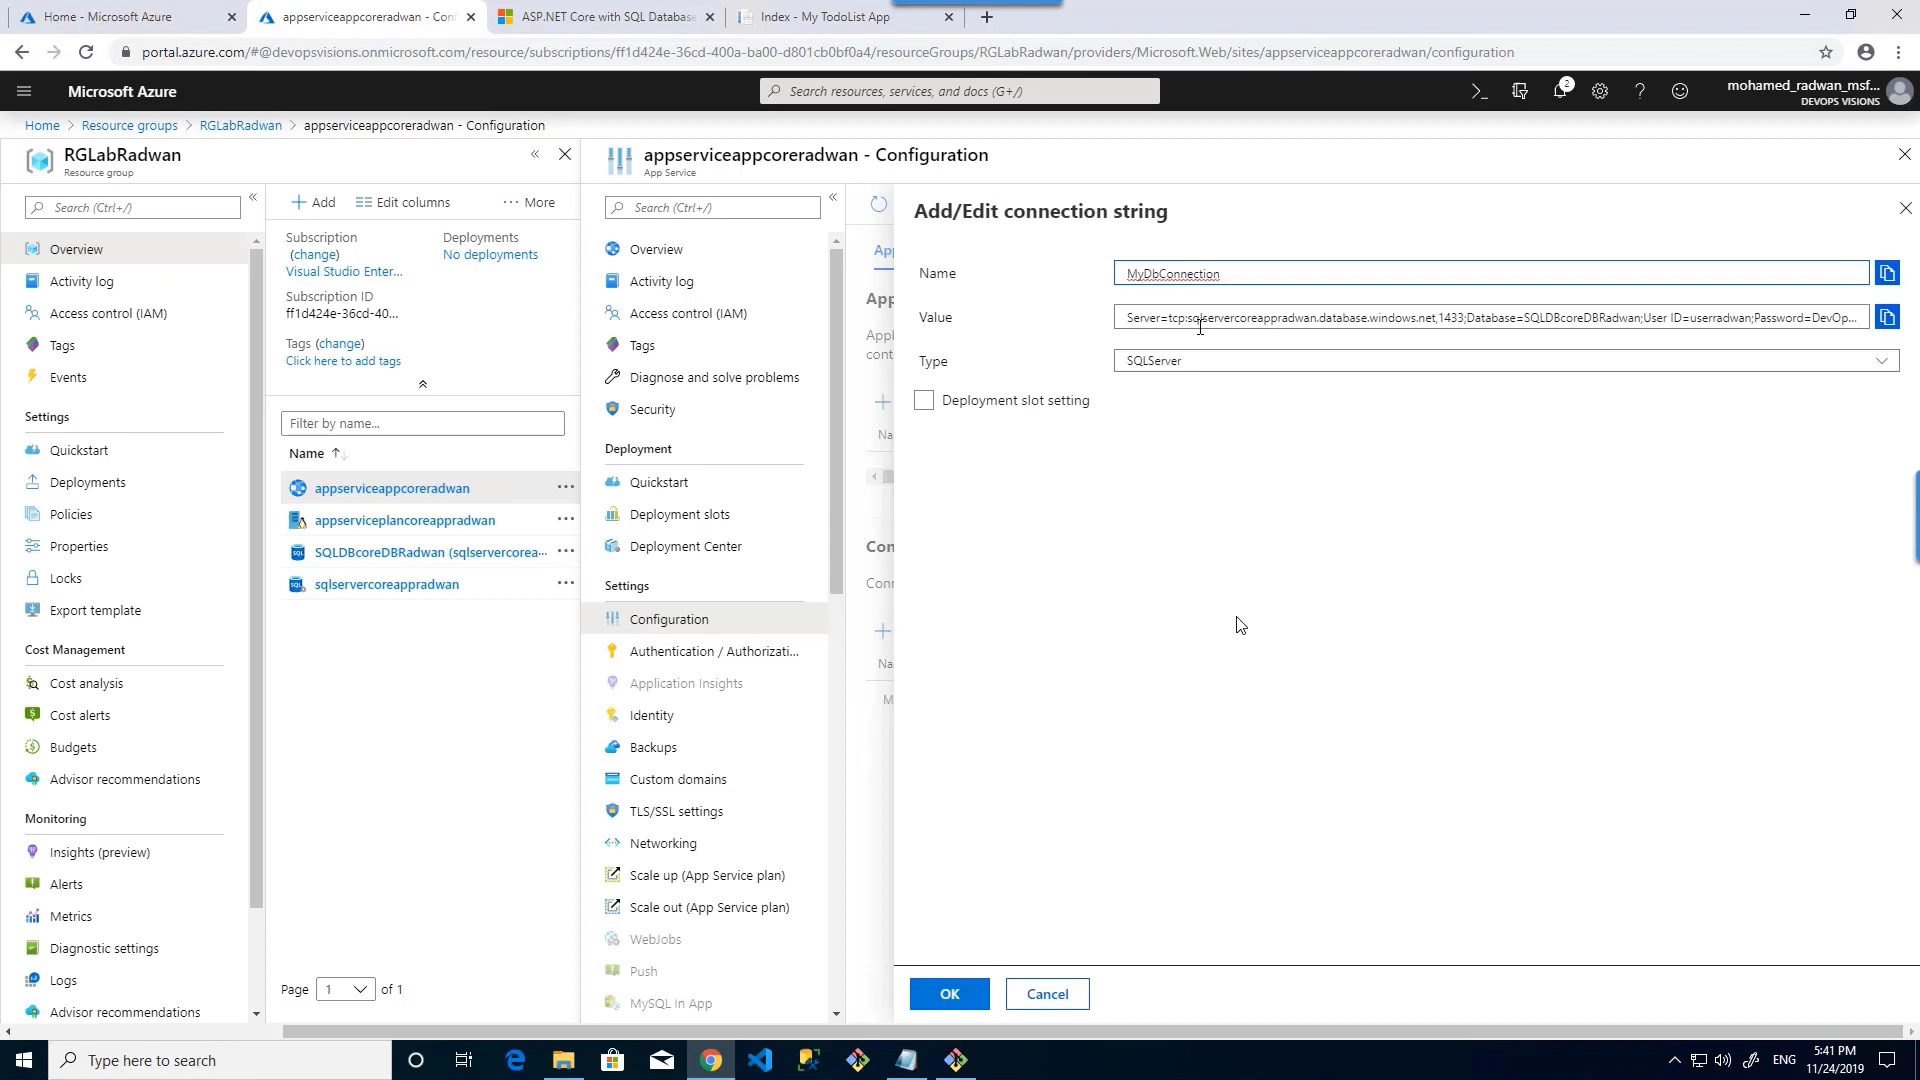 Home - Microsoft Azure
appserviceappcoreradwan - Con
ASP.NET Core with SQL Database
Index - My TodoList App
portal.azure.com/#@devopsvisions.onmicrosoft.com/resource/subscriptions/ff1d424e-36cd-400a-ba00-d801cb0bf0a4/resourceGroups/RGLabRadwan/providers/Microsoft.Web/sites/appserviceappcoreradwan/configuration
Microsoft Azure
Search resources, services, and docs (G+/)
2
mohamed_radwan_msf...
DEVOPS VISIONS
Home > Resource groups > RGLabRadwan > appserviceappcoreradwan - Configuration
RGLabRadwan
Resource group
Search (Ctrl+/)
Overview
Activity log
Access control (IAM)
Tags
Events
Settings
Quickstart
Deployments
Policies
Properties
Locks
Export template
Cost Management
Cost analysis
Cost alerts
Budgets
Advisor recommendations
Monitoring
Insights (preview)
Alerts
Metrics
Diagnostic settings
Logs
Advisor recommendations
Add
Edit columns
More
Subscription
(change)
Visual Studio Enter...
Subscription ID
ff1d424e-36cd-40...
Tags (change)
Click here to add tags
Deployments
No deployments
Filter by name...
Name
appserviceappcoreradwan
appserviceplancoreappradwan
SQLDBcoreDBRadwan (sqlservercorea...
sqlservercoreappradwan
Page 1 of 1
appserviceappcoreradwan - Configuration
App Service
Search (Ctrl+/)
Overview
Activity log
Access control (IAM)
Tags
Diagnose and solve problems
Security
Deployment
Quickstart
Deployment slots
Deployment Center
Settings
Configuration
Authentication / Authorizati...
Application Insights
Identity
Backups
Custom domains
TLS/SSL settings
Networking
Scale up (App Service plan)
Scale out (App Service plan)
WebJobs
Push
MySQL In App
App
App
Appl
cont
Na
Con
Conn
Na
M
Add/Edit connection string
Name
MyDbConnection
Value
Server=tcp:sqlservercoreappradwan.database.windows.net,1433;Database=SQLDBcoreDBRadwan;User ID=userradwan;Password=DevOp...
Type
SQLServer
Deployment slot setting
OK
Cancel
Type here to search
ENG
5:41 PM
11/24/2019